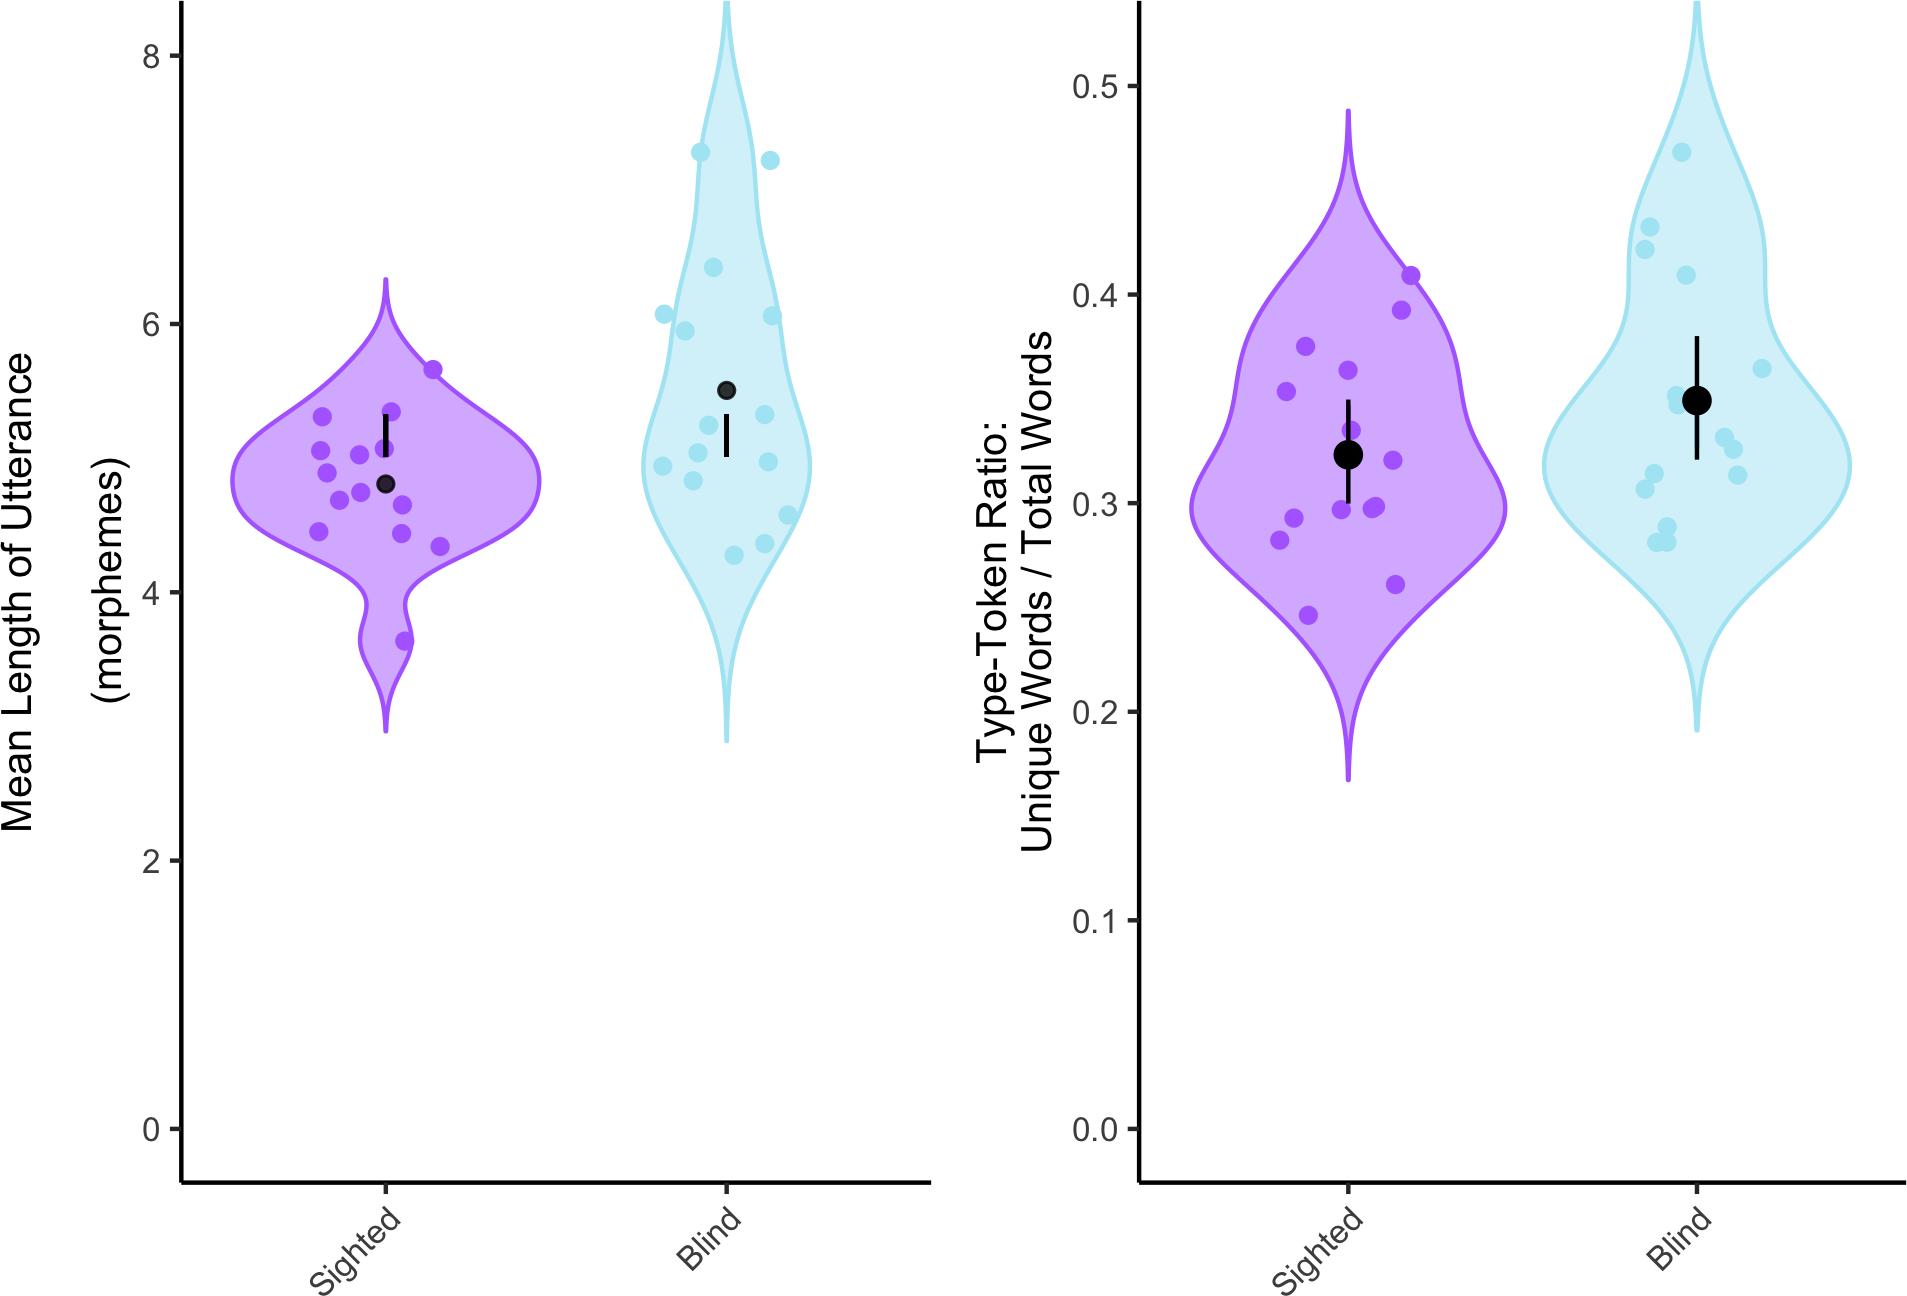 Mean Length of Utterance
(morphemes)
8
6
4
2
0
Sighted
Blind
Type-Token Ratio:
Unique Words / Total Words
0.5
0.4
0.3
0.2
0.1
0.0
Sighted
Blind